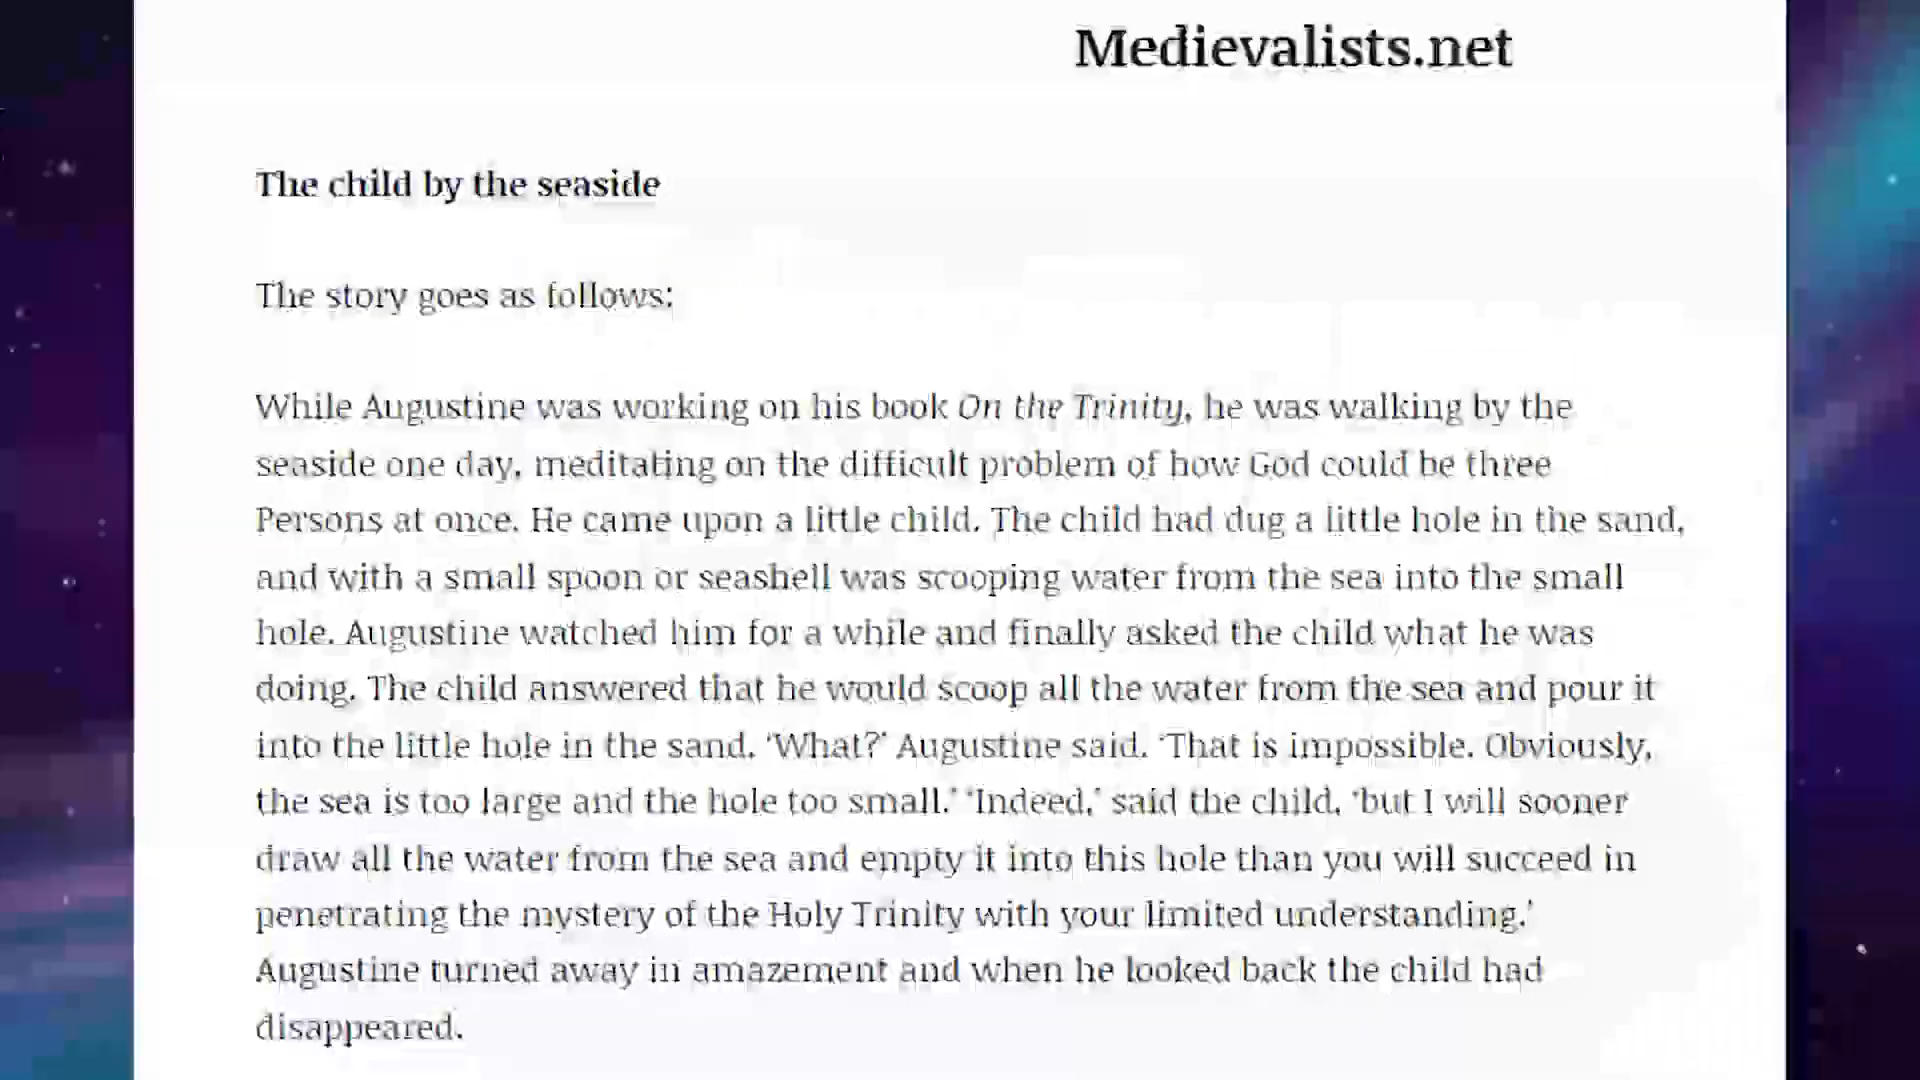 Medievalists.net
The child by the seaside
The story goes as follows:
While Augustine was working on his book On the Trinity, he was walking by the
seaside one day, meditating on the difficult problem of how God could be three
Persons at once. He came upon a little child. The child had dug a little hole in the sand,
and with a small spoon or seashell was scooping water from the sea into the small
hole. Augustine watched him for a while and finally asked the child what he was
doing. The child answered that he would scoop all the water from the sea and pour it
into the little hole in the sand. ‘What?’ Augustine said. ‘That is impossible. Obviously,
the sea is too large and the hole too small.’ ‘Indeed,’ said the child, ‘but I will sooner
draw all the water from the sea and empty it into this hole than you will succeed in
penetrating the mystery of the Holy Trinity with your limited understanding.’
Augustine turned away in amazement and when he looked back the child had
disappeared.